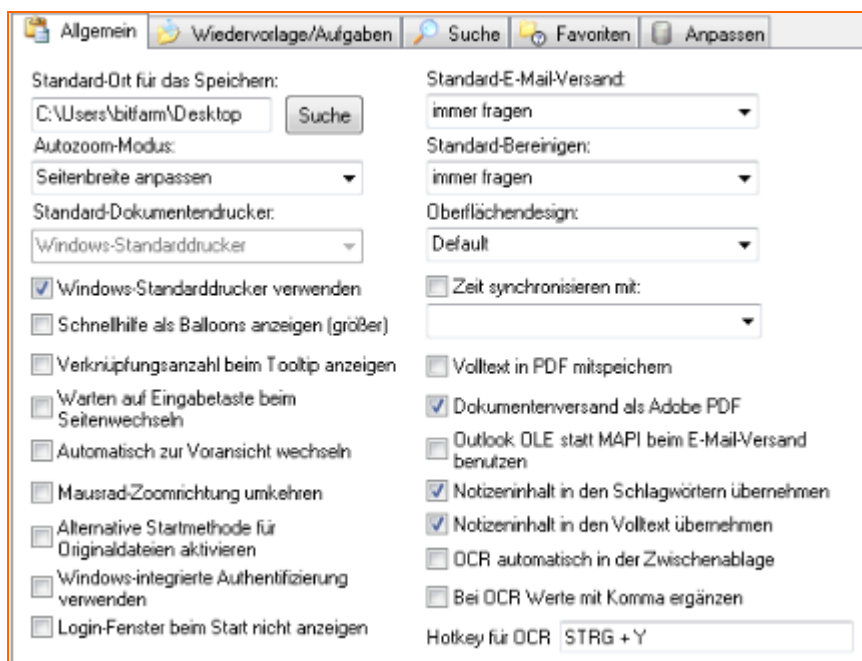 Allgemein Wiedervorlage/Aufgaben Suche Favoriten Anpassen
Standard-Ort für das Speichern:
C:\Users\bitfarm\Desktop Suche
Autozoom-Modus:
Seitenbreite anpassen
Standard-Dokumentendrucker:
Windows-Standarddrucker
Windows-Standarddrucker verwenden
Schnellhilfe als Balloons anzeigen (größer)
Verknüpfungsanzahl beim Tooltip anzeigen
Warten auf Eingabetaste beim
Seitenwechseln
Automatisch zur Voransicht wechseln
Mausrad-Zoomrichtung umkehren
Alternative Startmethode für
Originaldateien aktivieren
Windows-integrierte Authentifizierung
verwenden
Login-Fenster beim Start nicht anzeigen
Standard-E-Mail-Versand:
immer fragen
Standard-Bereinigen:
immer fragen
Oberflächendesign:
Default
Zeit synchronisieren mit:
Volltext in PDF mitspeichern
Dokumentenversand als Adobe PDF
Outlook OLE statt MAPI beim E-Mail-Versand
benutzen
Notizeninhalt in den Schlagwörtern übernehmen
Notizeninhalt in den Volltext übernehmen
OCR automatisch in der Zwischenablage
Bei OCR Werte mit Komma ergänzen
Hotkey für OCR STRG + Y